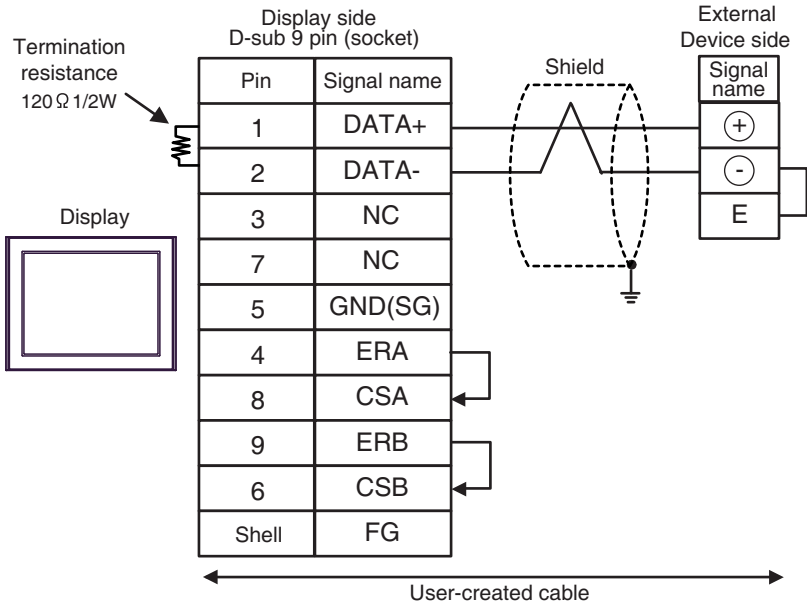 Display side
D-sub 9 pin (socket)
External
Device side
Termination
resistance
120Ω1/2W
Shield
Pin Signal name
Signal
name
1 DATA+ +
2 DATA- -
3 NC E
Display
7 NC
5 GND(SG)
4 ERA
8 CSA
9 ERB
6 CSB
Shell FG
User-created cable